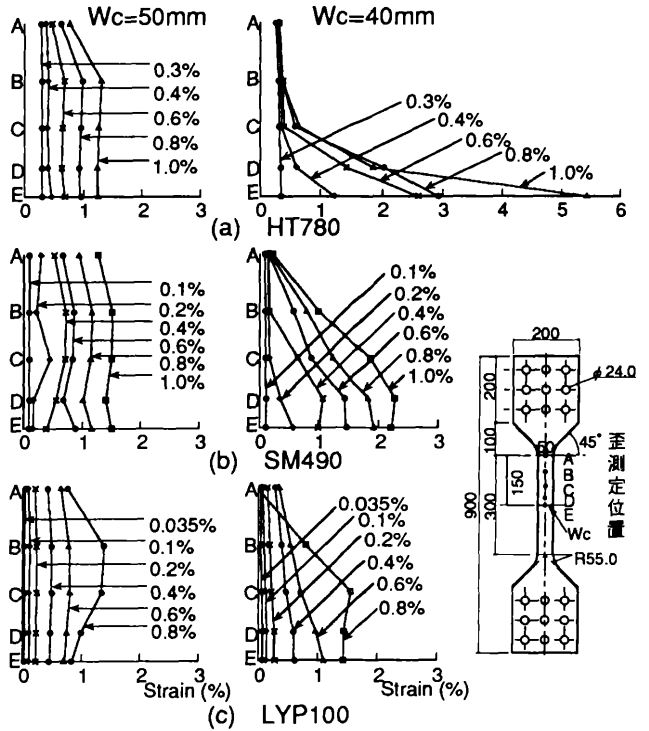 Wc=50mm
Wc=40mm
A
B
C
D
E
0.3%
0.4%
0.6%
0.8%
1.0%
0 1 2 3
A
B
C
D
E
0.3%
0.4%
0.6%
0.8%
1.0%
0 1 2 3 4 5 6
(a) HT780
A
B
C
D
E
0.1%
0.2%
0.4%
0.6%
0.8%
1.0%
0 1 2 3
A
B
C
D
E
0.1%
0.2%
0.4%
0.6%
0.8%
1.0%
0 1 2 3
(b) SM490
A
B
C
D
E
0.035%
0.1%
0.2%
0.4%
0.6%
0.8%
0 1 2 3
Strain (%)
A
B
C
D
E
0.035%
0.1%
0.2%
0.4%
0.6%
0.8%
0 1 2 3
Strain (%)
(c) LYP100
200
200
φ24.0
100
45°
A
B
C
D
E
150
300
900
Wc
R55.0
歪測定位置